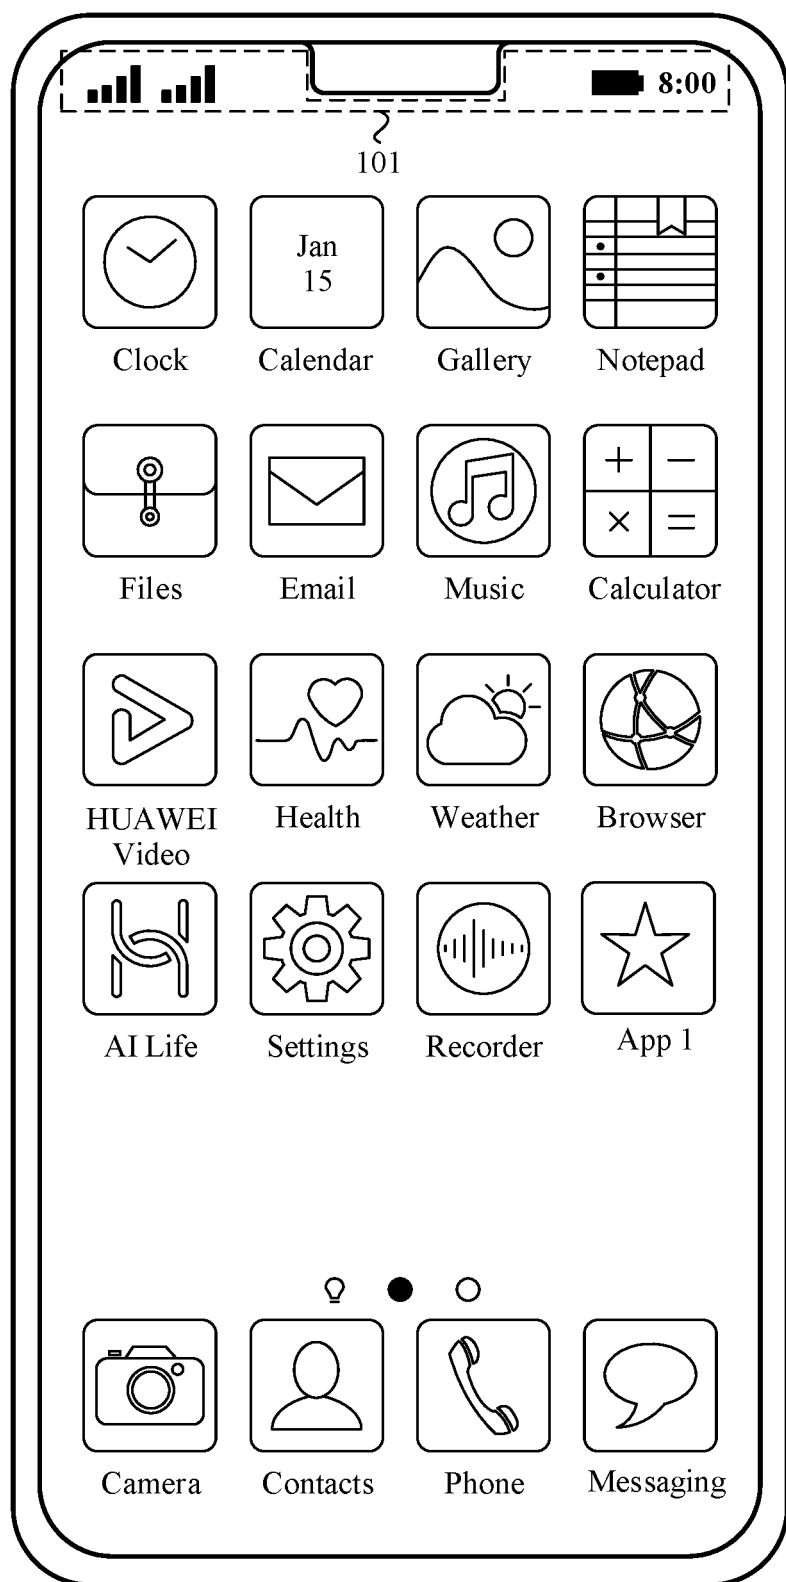 8:00
101
Jan
15
Clock Calendar Gallery Notepad
Files Email Music Calculator
HUAWEI
Video
Health Weather Browser
AI Life Settings Recorder App 1
Camera Contacts Phone Messaging